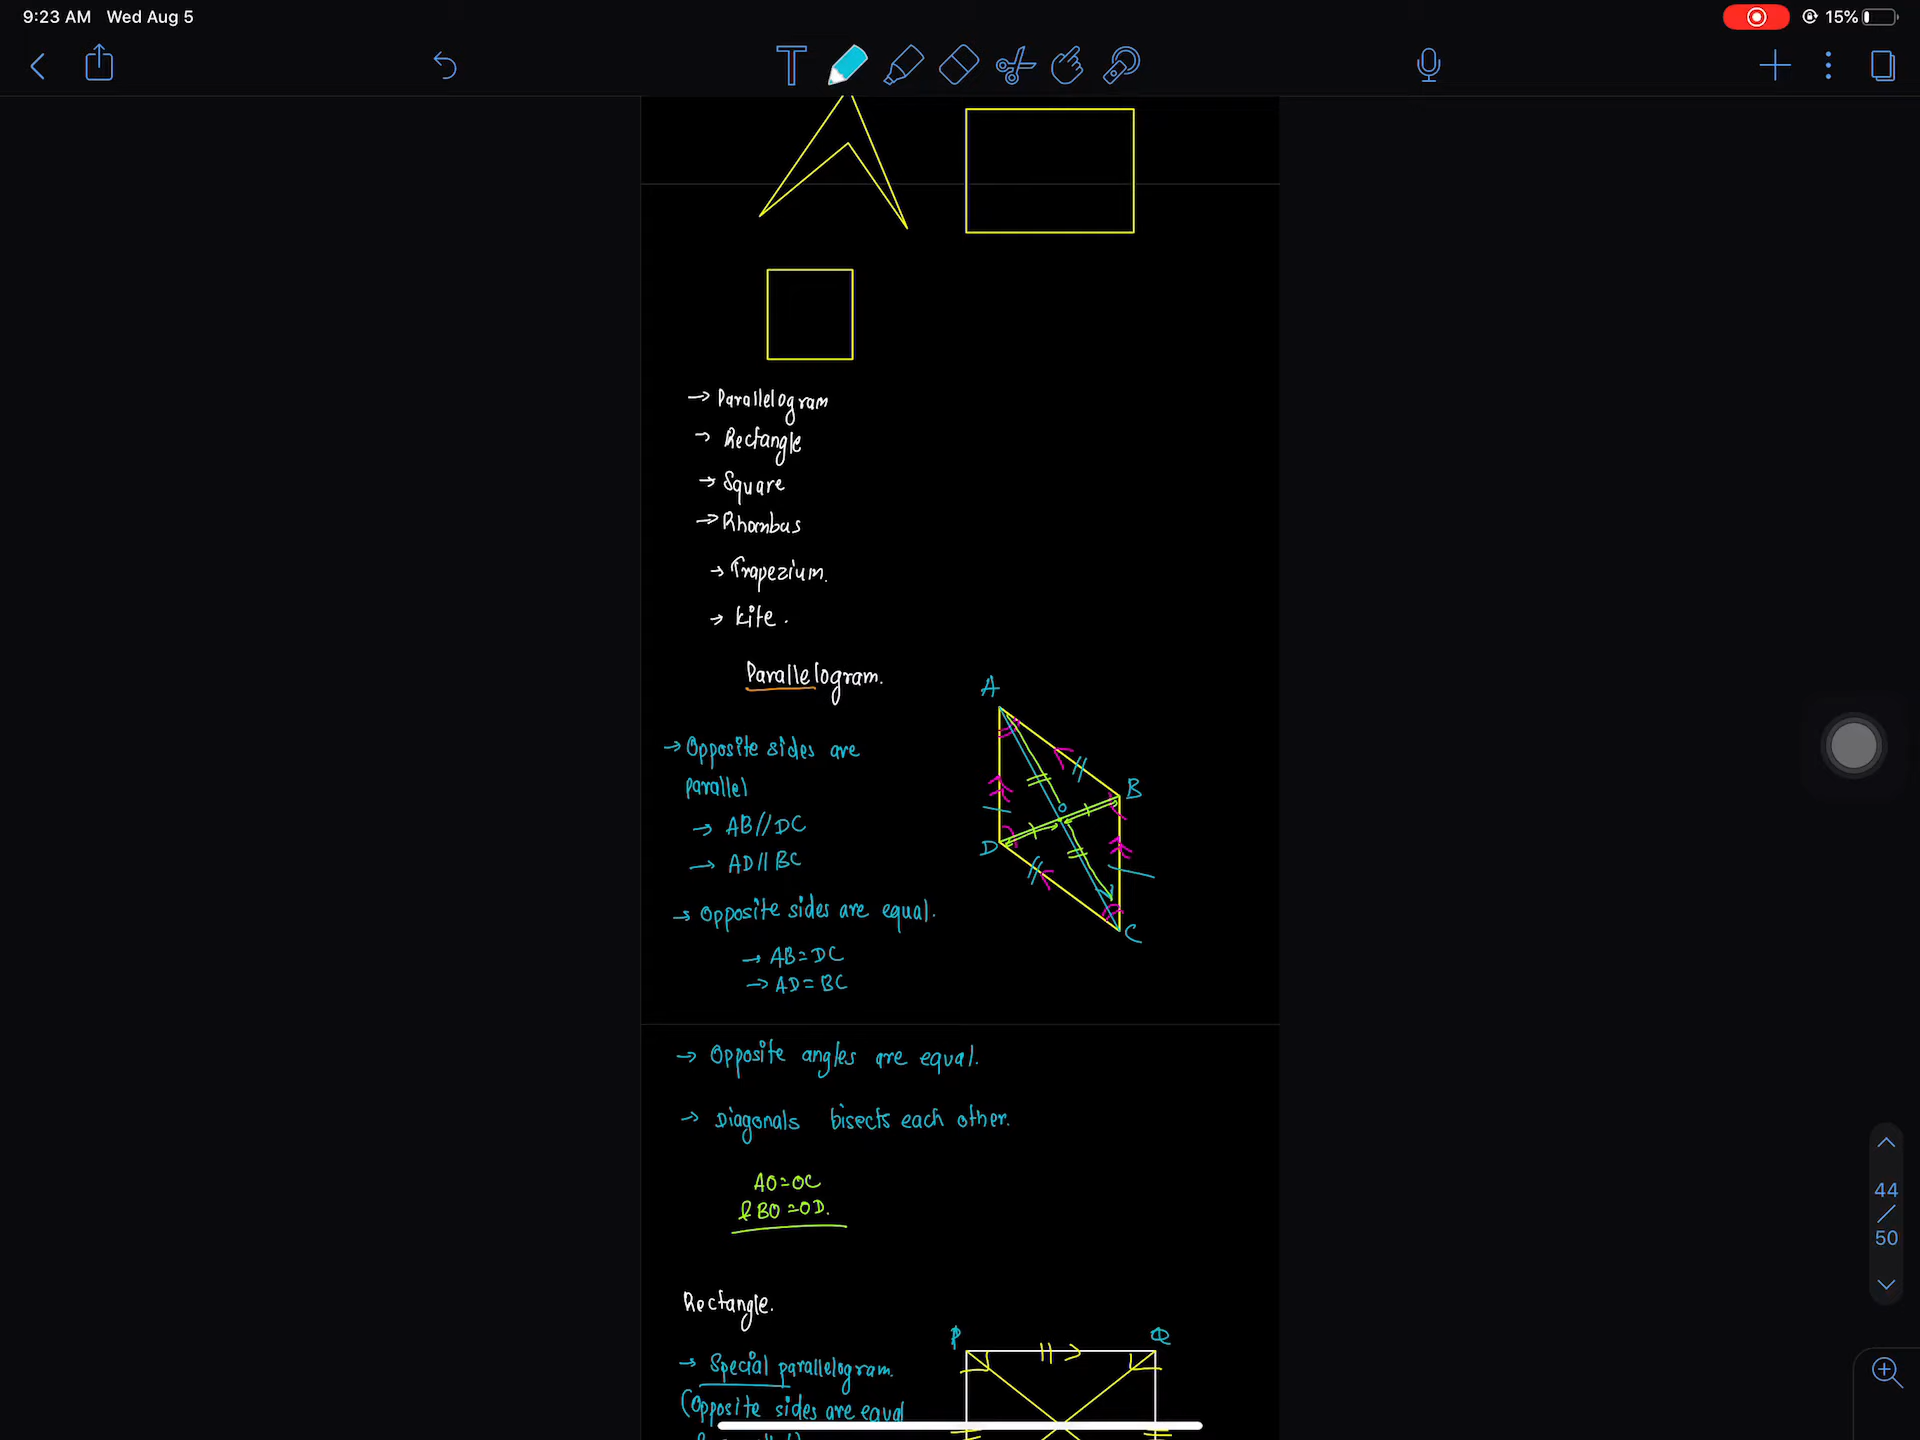 9:23 AM Wed Aug 5
15%
T
→ Parallelogram
→ Rectangle
→ Square
→ Rhombus
→ Trapezium.
→ kite.
Parallelogram.
A
→ Opposite sides are
parallel
B
O
→ AB // DC
D
→ AD // BC
→ Opposite sides are equal.
C
→ AB = DC
→ AD = BC
→ Opposite angles are equal.
→ Diagonals bisects each other.
AO = OC
& BO = OD.
44
/
50
Rectangle.
P Q
→ Special parallelogram.
(Opposite sides are equal